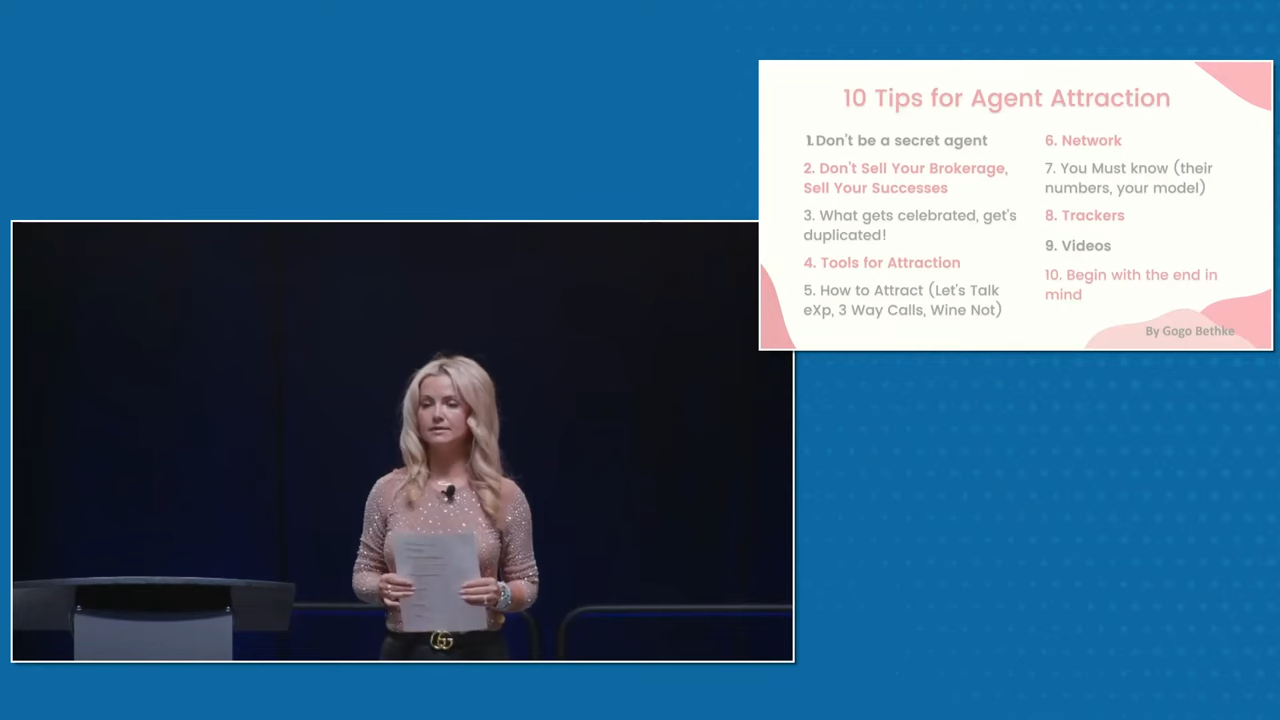 10 Tips for Agent Attraction
1. Don't be a secret agent
2. Don't Sell Your Brokerage,
Sell Your Successes
3. What gets celebrated, get's
duplicated!
4. Tools for Attraction
5. How to Attract (Let's Talk
eXp, 3 Way Calls, Wine Not)
6. Network
7. You Must know (their
numbers, your model)
8. Trackers
9. Videos
10. Begin with the end in
mind
By Gogo Bethke